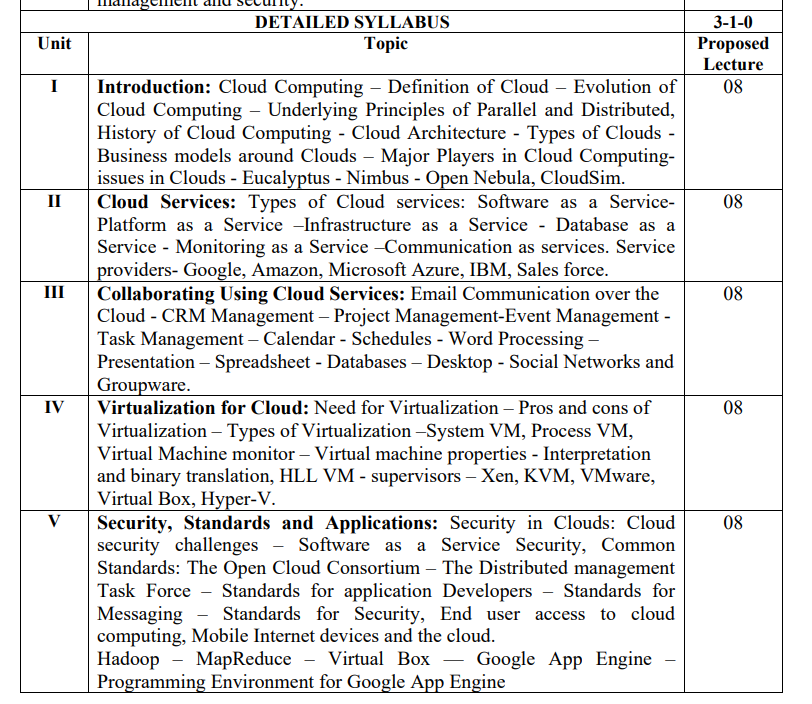 management and security.
DETAILED SYLLABUS 3-1-0
Unit Topic Proposed
Lecture
I Introduction: Cloud Computing – Definition of Cloud – Evolution of 08
Cloud Computing – Underlying Principles of Parallel and Distributed,
History of Cloud Computing - Cloud Architecture - Types of Clouds -
Business models around Clouds – Major Players in Cloud Computing-
issues in Clouds - Eucalyptus - Nimbus - Open Nebula, CloudSim.
II Cloud Services: Types of Cloud services: Software as a Service- 08
Platform as a Service –Infrastructure as a Service - Database as a
Service - Monitoring as a Service –Communication as services. Service
providers- Google, Amazon, Microsoft Azure, IBM, Sales force.
III Collaborating Using Cloud Services: Email Communication over the 08
Cloud - CRM Management – Project Management-Event Management -
Task Management – Calendar - Schedules - Word Processing –
Presentation – Spreadsheet - Databases – Desktop - Social Networks and
Groupware.
IV Virtualization for Cloud: Need for Virtualization – Pros and cons of 08
Virtualization – Types of Virtualization –System VM, Process VM,
Virtual Machine monitor – Virtual machine properties - Interpretation
and binary translation, HLL VM - supervisors – Xen, KVM, VMware,
Virtual Box, Hyper-V.
V Security, Standards and Applications: Security in Clouds: Cloud 08
security challenges – Software as a Service Security, Common
Standards: The Open Cloud Consortium – The Distributed management
Task Force – Standards for application Developers – Standards for
Messaging – Standards for Security, End user access to cloud
computing, Mobile Internet devices and the cloud.
Hadoop – MapReduce – Virtual Box — Google App Engine –
Programming Environment for Google App Engine